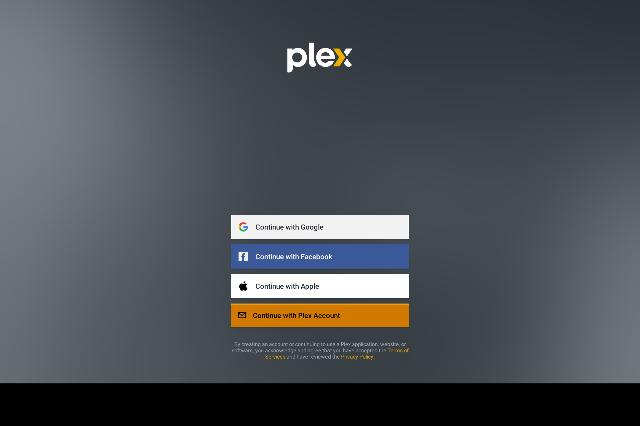 plex
Continue with Google
Continue with Facebook
Continue with Apple
Continue with Plex Account
By creating an account or continuing to use a Plex application, website, or
software, you acknowledge and agree that you have accepted the Terms of
Services and have reviewed the Privacy Policy.